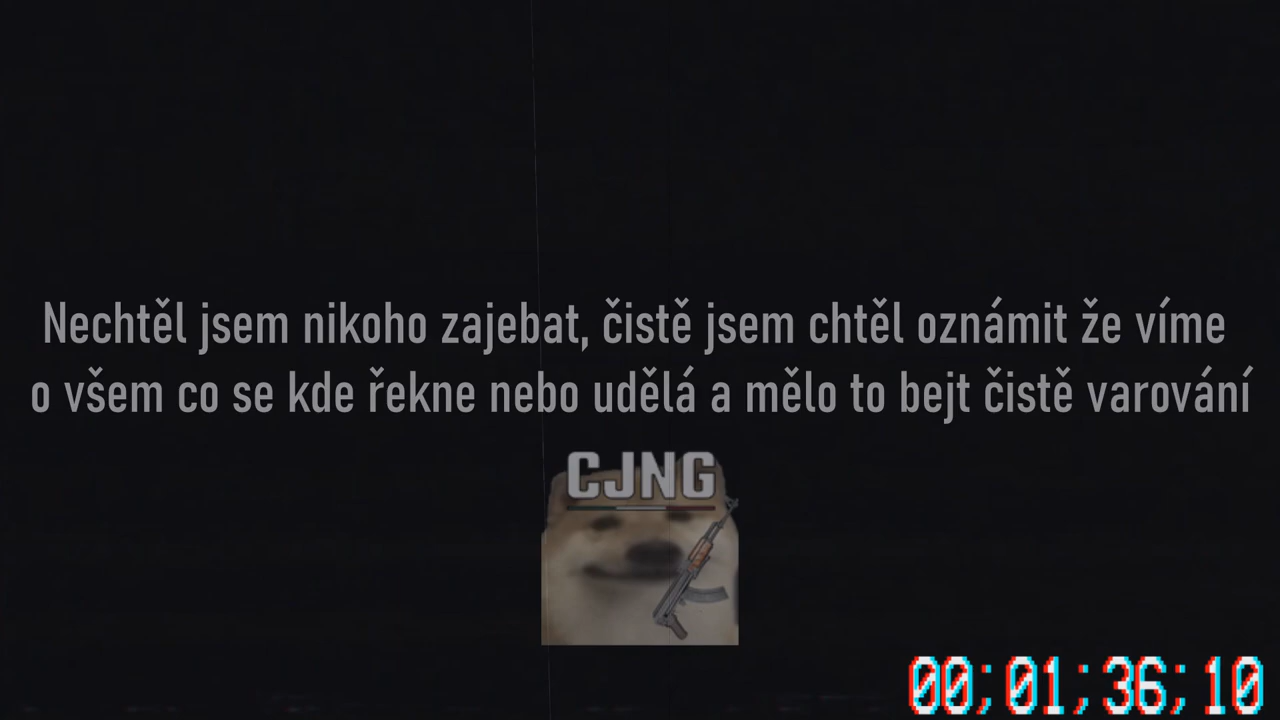 Nechtěl jsem nikoho zajebat, čistě jsem chtěl oznámit že víme
o všem co se kde řekne nebo udělá a mělo to bejt čistě varování
CJNG
00;01;36;10